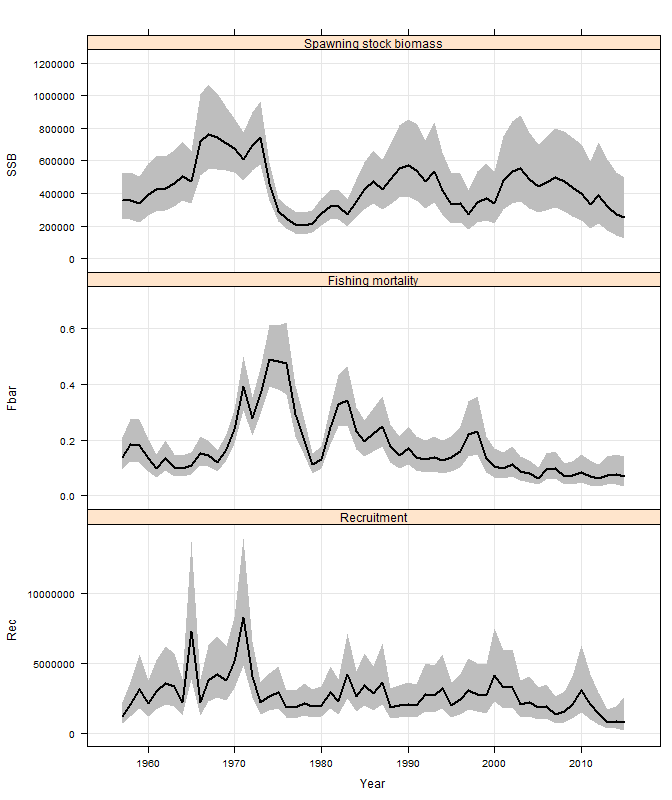 Spawning stock biomass
1200000
1000000
800000
600000
400000
200000
0
SSB
Fishing mortality
0.6
0.4
0.2
0.0
Fbar
Recruitment
10000000
5000000
0
Rec
1960 1970 1980 1990 2000 2010
Year